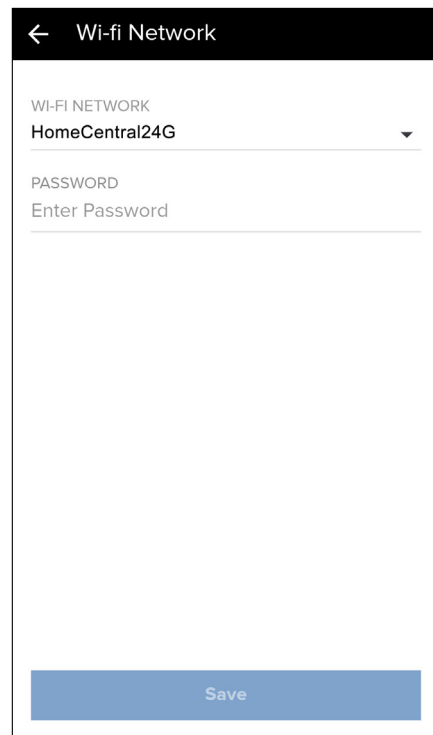 Wi-fi Network
WI-FI NETWORK
HomeCentral24G
PASSWORD
Enter Password
Save